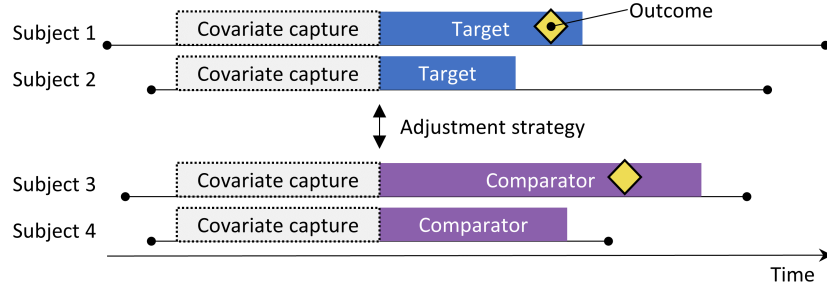 Outcome
Subject 1 Covariate capture Target
Subject 2 Covariate capture Target
Adjustment strategy
Subject 3 Covariate capture Comparator
Subject 4 Covariate capture Comparator
Time